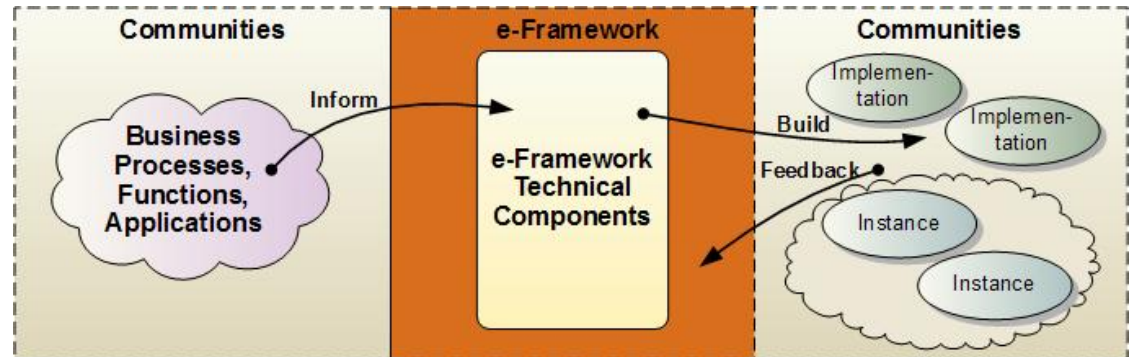 Communities
Business
Processes,
Functions,
Applications
Inform
e-Framework
e-Framework
Technical
Components
Communities
Implemen-
tation
Implemen-
tation
Build
Feedback
Instance
Instance